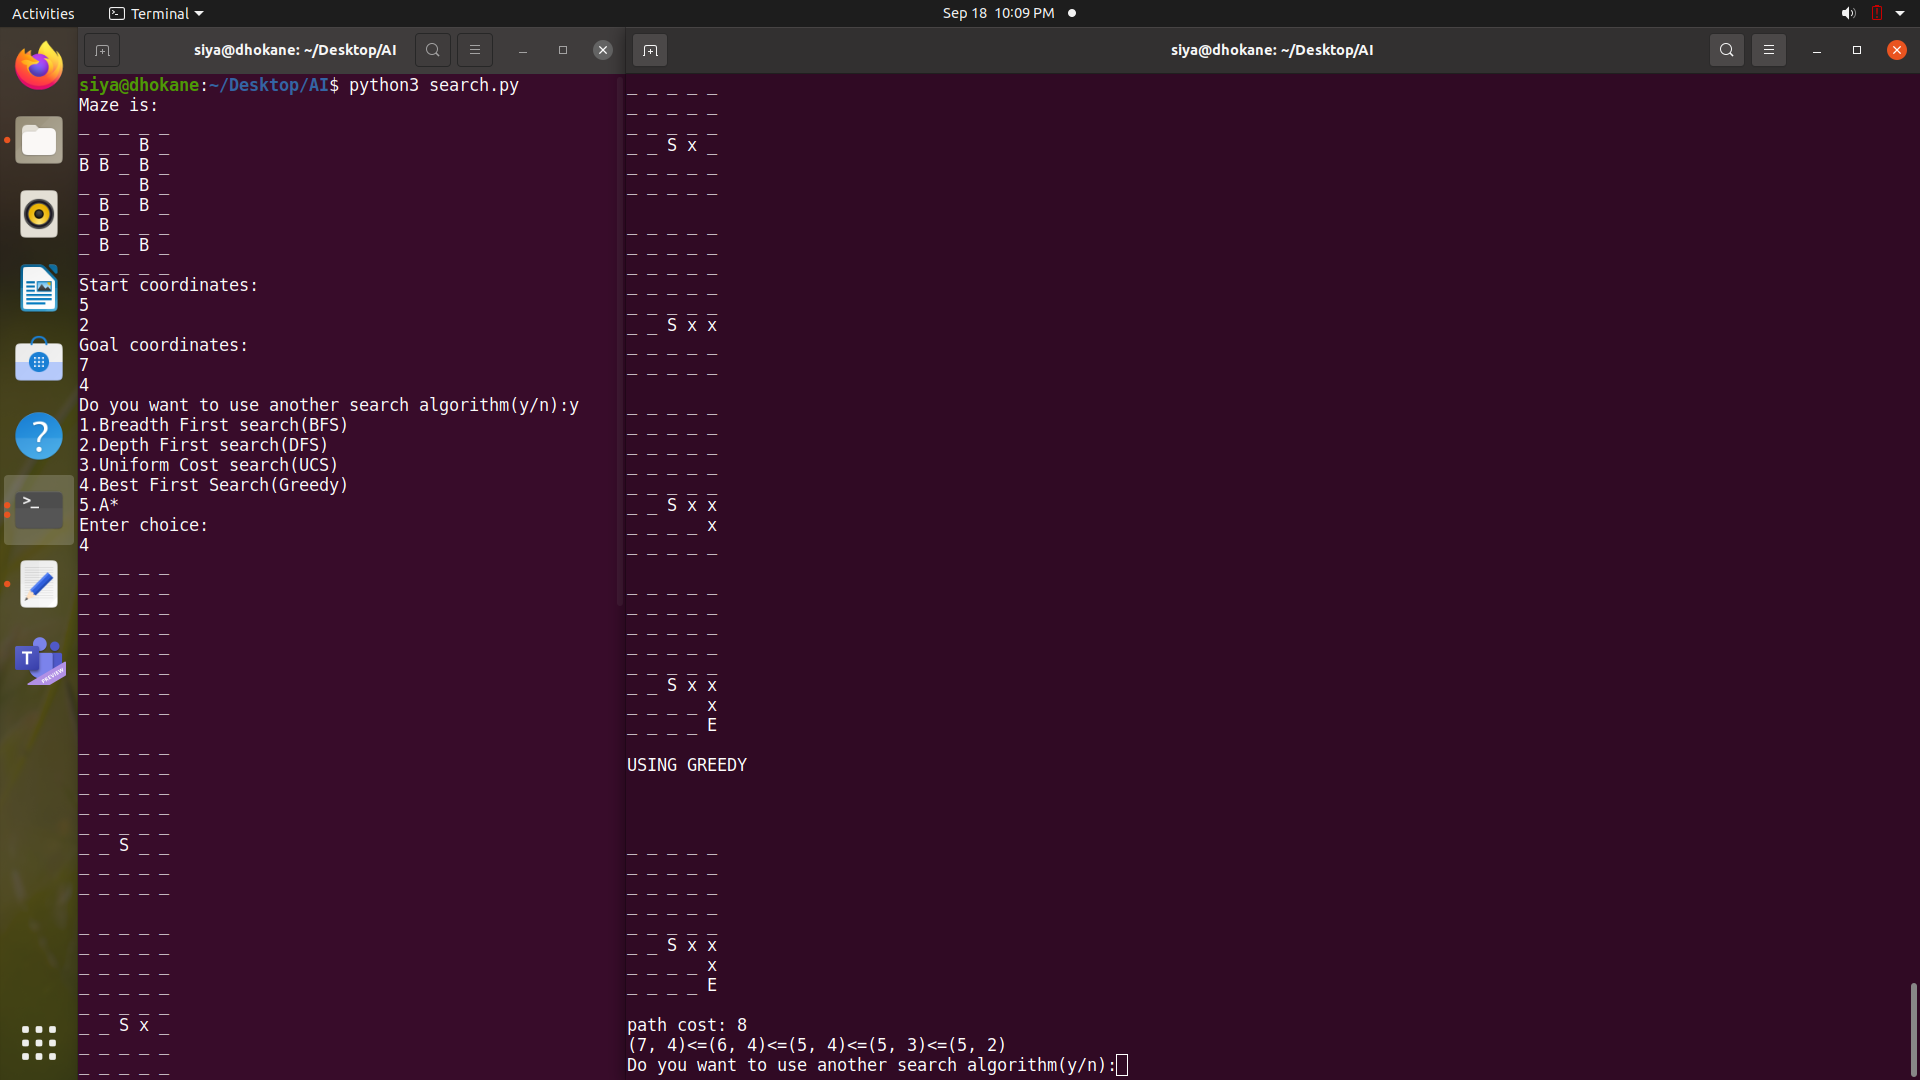 Activities
Terminal
Sep 18 10:09 PM
siya@dhokane: ~/Desktop/AI
siya@dhokane:~/Desktop/AI$ python3 search.py
Maze is:
_ _ _ _ _
_ _ _ B _
B B _ B _
_ _ _ B _
_ B _ B _
_ B _ _ _
_ B _ B _
_ _ _ _ _
Start coordinates:
5
2
Goal coordinates:
7
4
Do you want to use another search algorithm(y/n):y
1.Breadth First search(BFS)
2.Depth First search(DFS)
3.Uniform Cost search(UCS)
4.Best First Search(Greedy)
5.A*
Enter choice:
4
_ _ _ _ _
_ _ _ _ _
_ _ _ _ _
_ _ _ _ _
_ _ _ _ _
_ _ _ _ _
_ _ _ _ _
_ _ _ _ _
_ _ _ _ _
_ _ _ _ _
_ _ _ _ _
_ _ _ _ _
_ _ _ _ _
_ _ S _ _
_ _ _ _ _
_ _ _ _ _
_ _ _ _ _
_ _ _ _ _
_ _ _ _ _
_ _ _ _ _
_ _ _ _ _
_ _ S x _
_ _ _ _ _
_ _ _ _ _
siya@dhokane: ~/Desktop/AI
_ _ _ _ _
_ _ _ _ _
_ _ _ _ _
_ _ S x _
_ _ _ _ _
_ _ _ _ _
_ _ _ _ _
_ _ _ _ _
_ _ _ _ _
_ _ _ _ _
_ _ _ _ _
_ _ S x x
_ _ _ _ _
_ _ _ _ _
_ _ _ _ _
_ _ _ _ _
_ _ _ _ _
_ _ _ _ _
_ _ _ _ _
_ _ S x x
_ _ _ _ x
_ _ _ _ _
_ _ _ _ _
_ _ _ _ _
_ _ _ _ _
_ _ _ _ _
_ _ _ _ _
_ _ S x x
_ _ _ _ x
_ _ _ _ E
USING GREEDY
_ _ _ _ _
_ _ _ _ _
_ _ _ _ _
_ _ _ _ _
_ _ _ _ _
_ _ S x x
_ _ _ _ x
_ _ _ _ E
path cost: 8
(7, 4)<=(6, 4)<=(5, 4)<=(5, 3)<=(5, 2)
Do you want to use another search algorithm(y/n):
T
PREVIEW